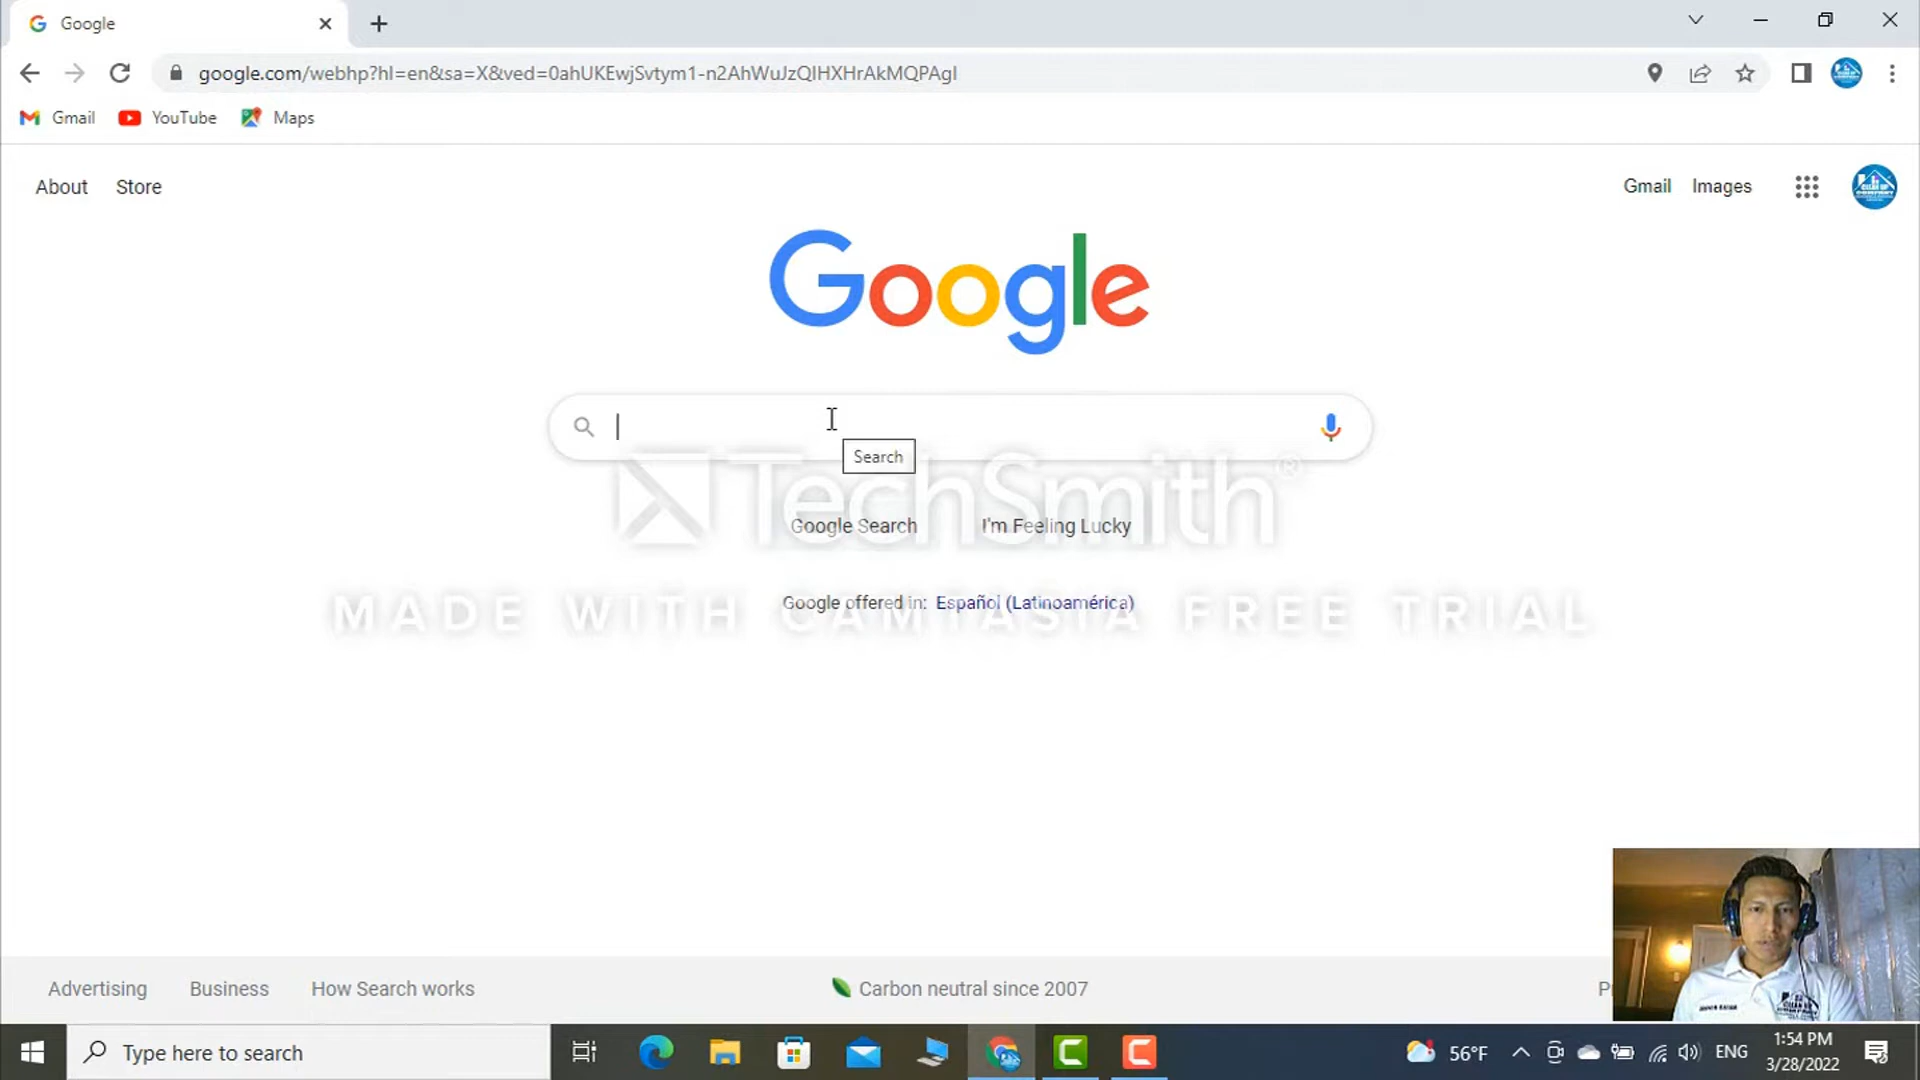 Google
google.com/webhp?hl=en&sa=X&ved=0ahUKEwjSvtym1-n2AhWuJzQIHXHrAkMQPAgI
Gmail YouTube Maps
About Store Gmail Images
Google
Search
TechSmith®
Google Search I'm Feeling Lucky
Google offered in: Español (Latinoamérica)
MADE WITH CAMTASIA FREE TRIAL
Advertising Business How Search works Carbon neutral since 2007
Type here to search
56°F ENG
1:54 PM
3/28/2022